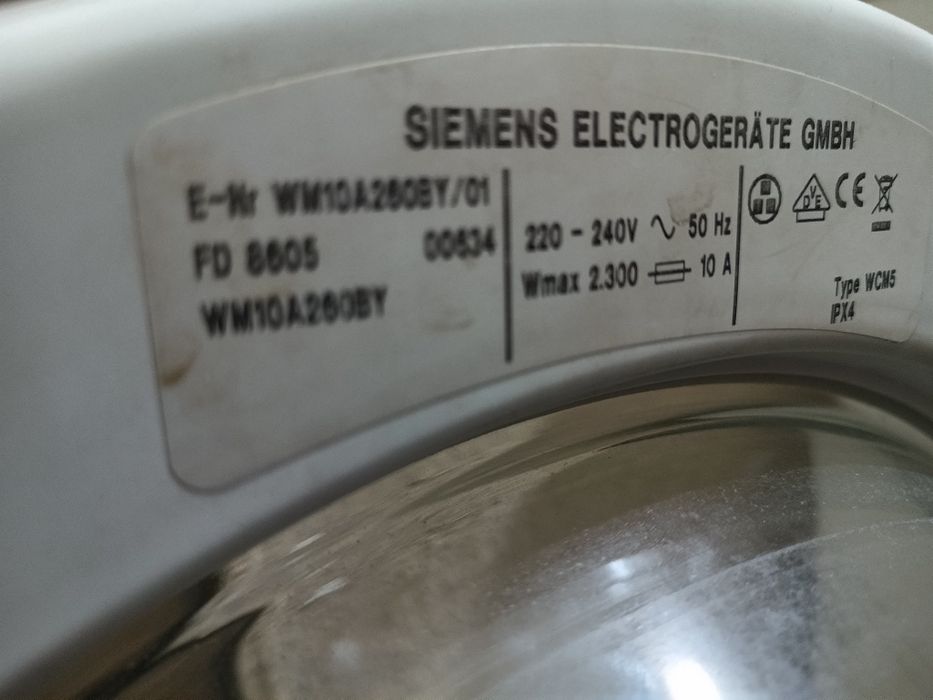 SIEMENS ELECTROGERÄTE GMBH
E-Nr WM10A260BY/01
FD 8605 00634
WM10A260BY
220 - 240V ∿ 50 Hz
Wmax 2.300 10 A
DVE CE
Type WCM5
IPX4